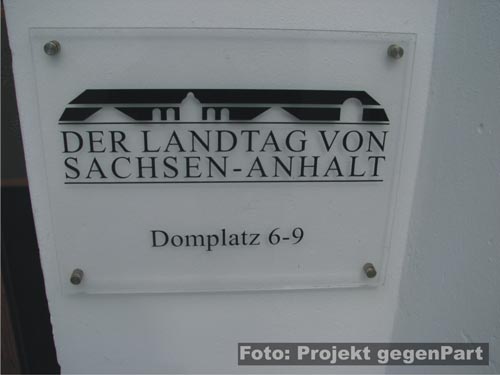 DER LANDTAG VON
SACHSEN-ANHALT
Domplatz 6-9
Foto: Projekt gegenPart